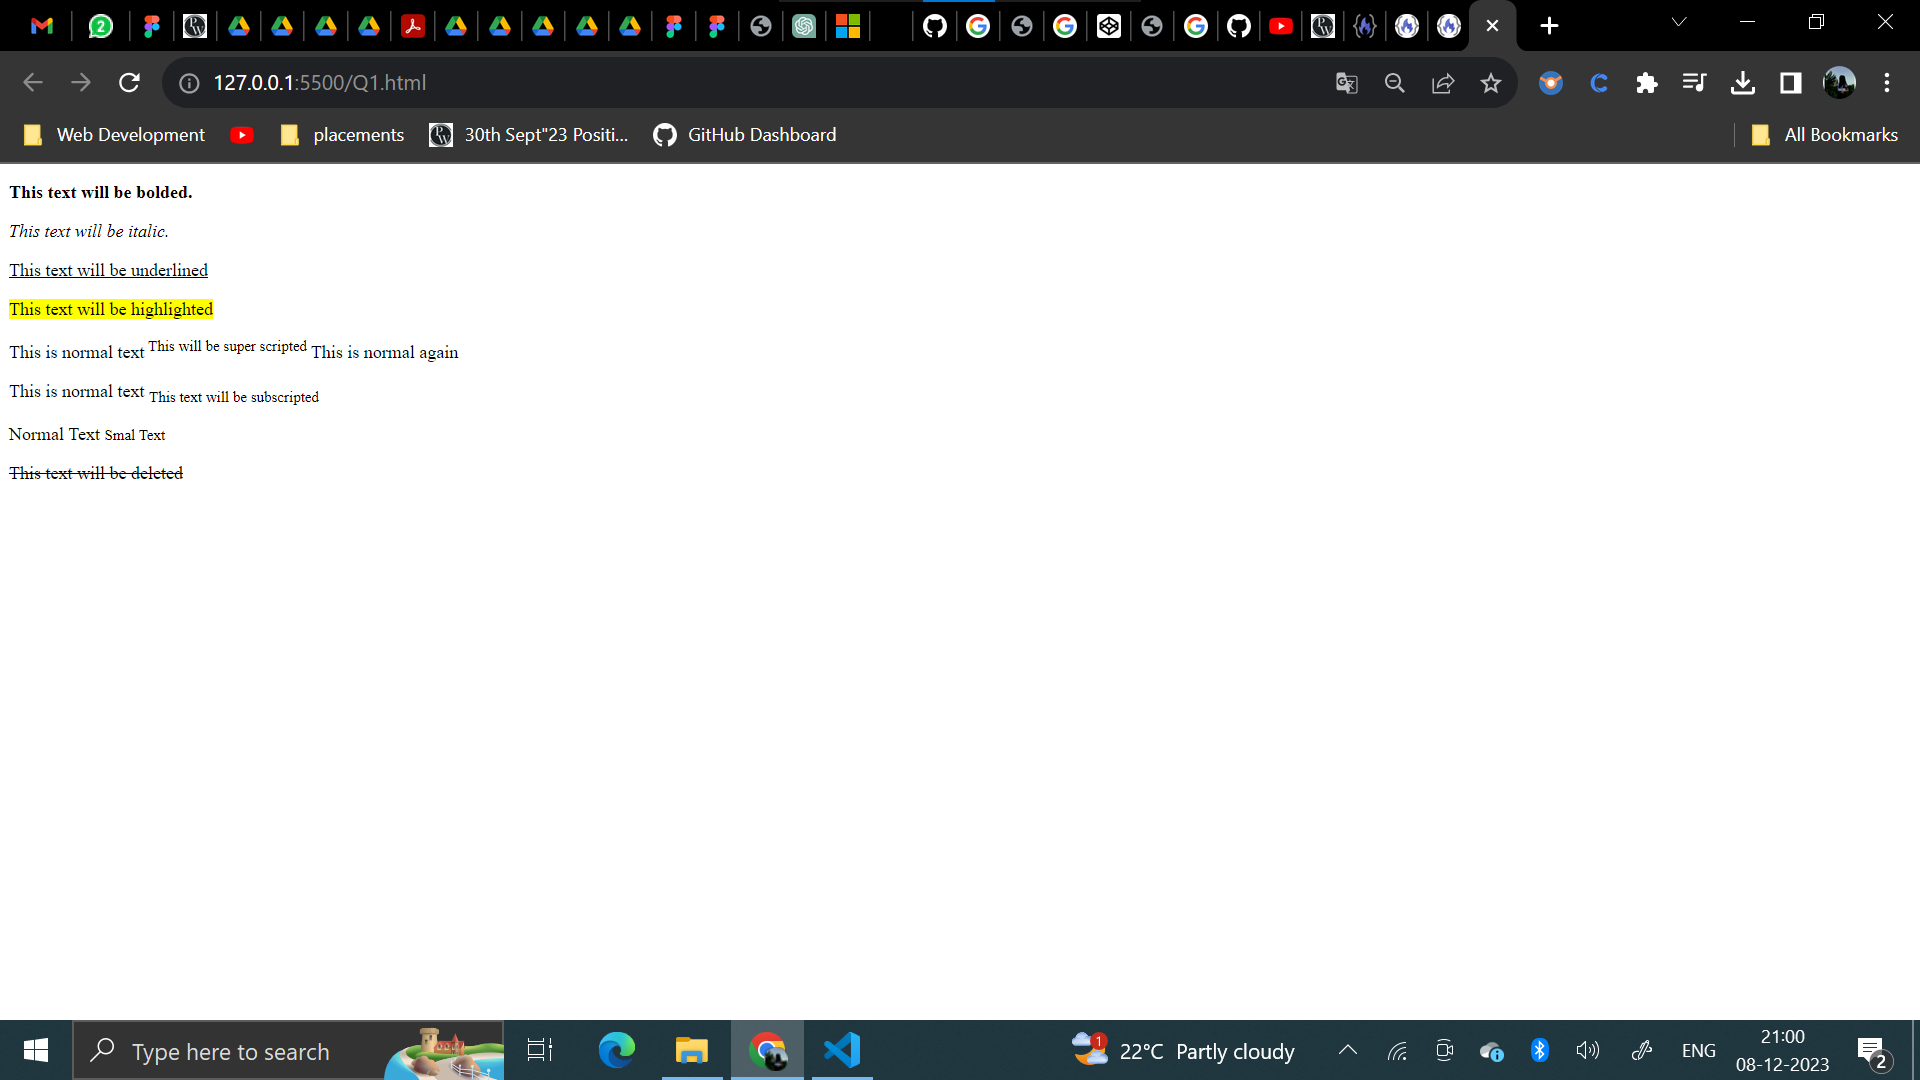 2
127.0.0.1:5500/Q1.html
Web Development
placements
30th Sept"23 Positi...
GitHub Dashboard
All Bookmarks
This text will be bolded.
This text will be italic.
This text will be underlined
This text will be highlighted
This is normal text This will be super scripted This is normal again
This is normal text This text will be subscripted
Normal Text Smal Text
This text will be deleted
Type here to search
1
22°C Partly cloudy
ENG
21:00
08-12-2023
2